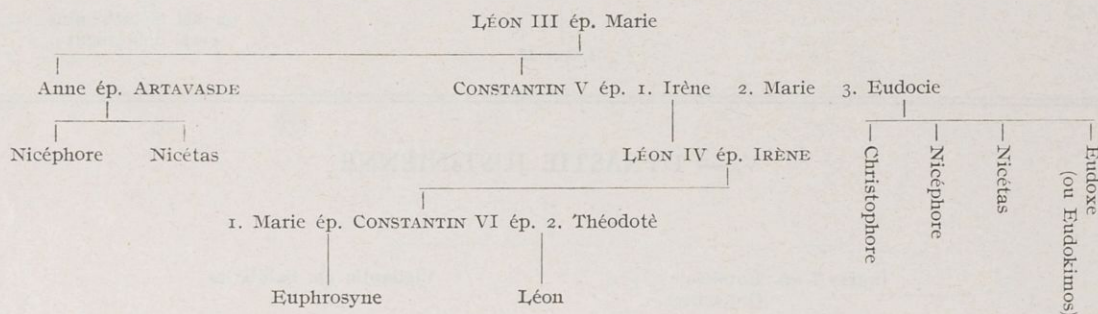 LÉON III ép. Marie
Anne ép. ARTAVASDE CONSTANTIN V ép. 1. Irène 2. Marie 3. Eudocie
Nicéphore Nicétas LÉON IV ép. IRÈNE
Christophore
Nicéphore
Nicétas
Eudoxe
(ou Eudokimos)
1. Marie ép. CONSTANTIN VI ép. 2. Théodotè
Euphrosyne Léon